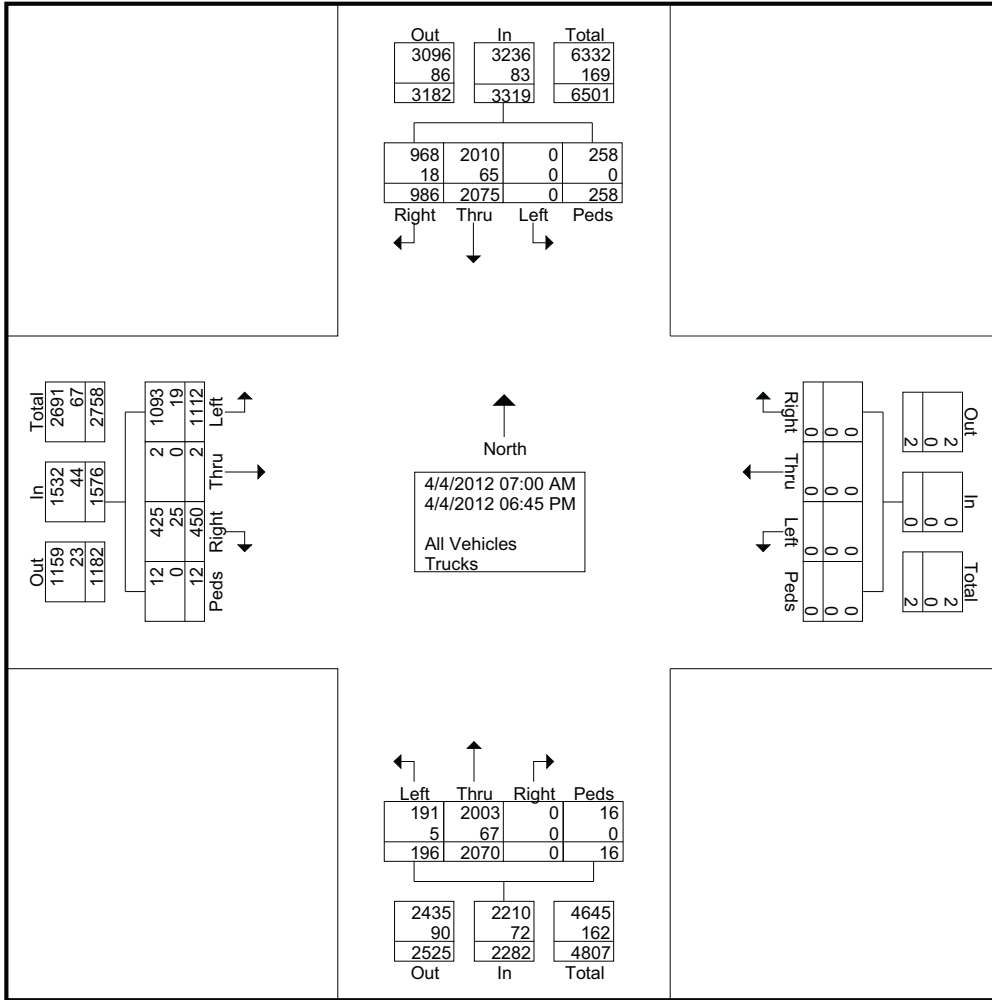 Out In Total
3096 3236 6332
86 83 169
3182 3319 6501
968 2010 0 258
18 65 0 0
986 2075 0 258
Right Thru Left Peds
Total
2691
67
2758
In
1532
44
1576
Out
1159
23
1182
1093
19
1112
Left
2
0
2
Thru
425
25
450
Right
12
0
12
Peds
North
4/4/2012 07:00 AM
4/4/2012 06:45 PM
All Vehicles
Trucks
Right
0
0
0
Thru
0
0
0
Left
0
0
0
Peds
0
0
0
Out
2
0
2
In
0
0
0
Total
2
0
2
Left Thru Right Peds
191 2003 0 16
5 67 0 0
196 2070 0 16
2435 2210 4645
90 72 162
2525 2282 4807
Out In Total